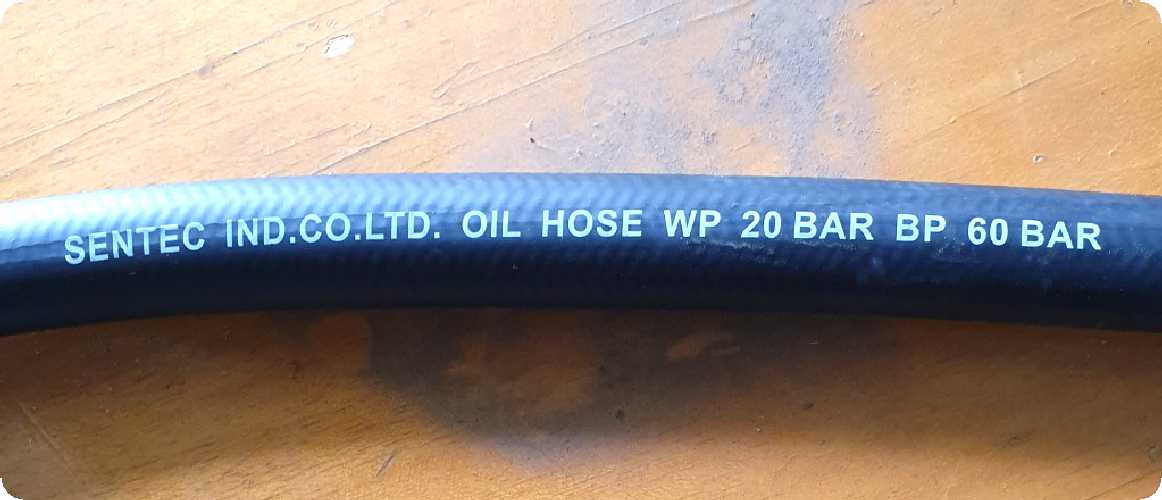 SENTEC IND.CO.LTD. OIL HOSE WP 20 BAR BP 60 BAR